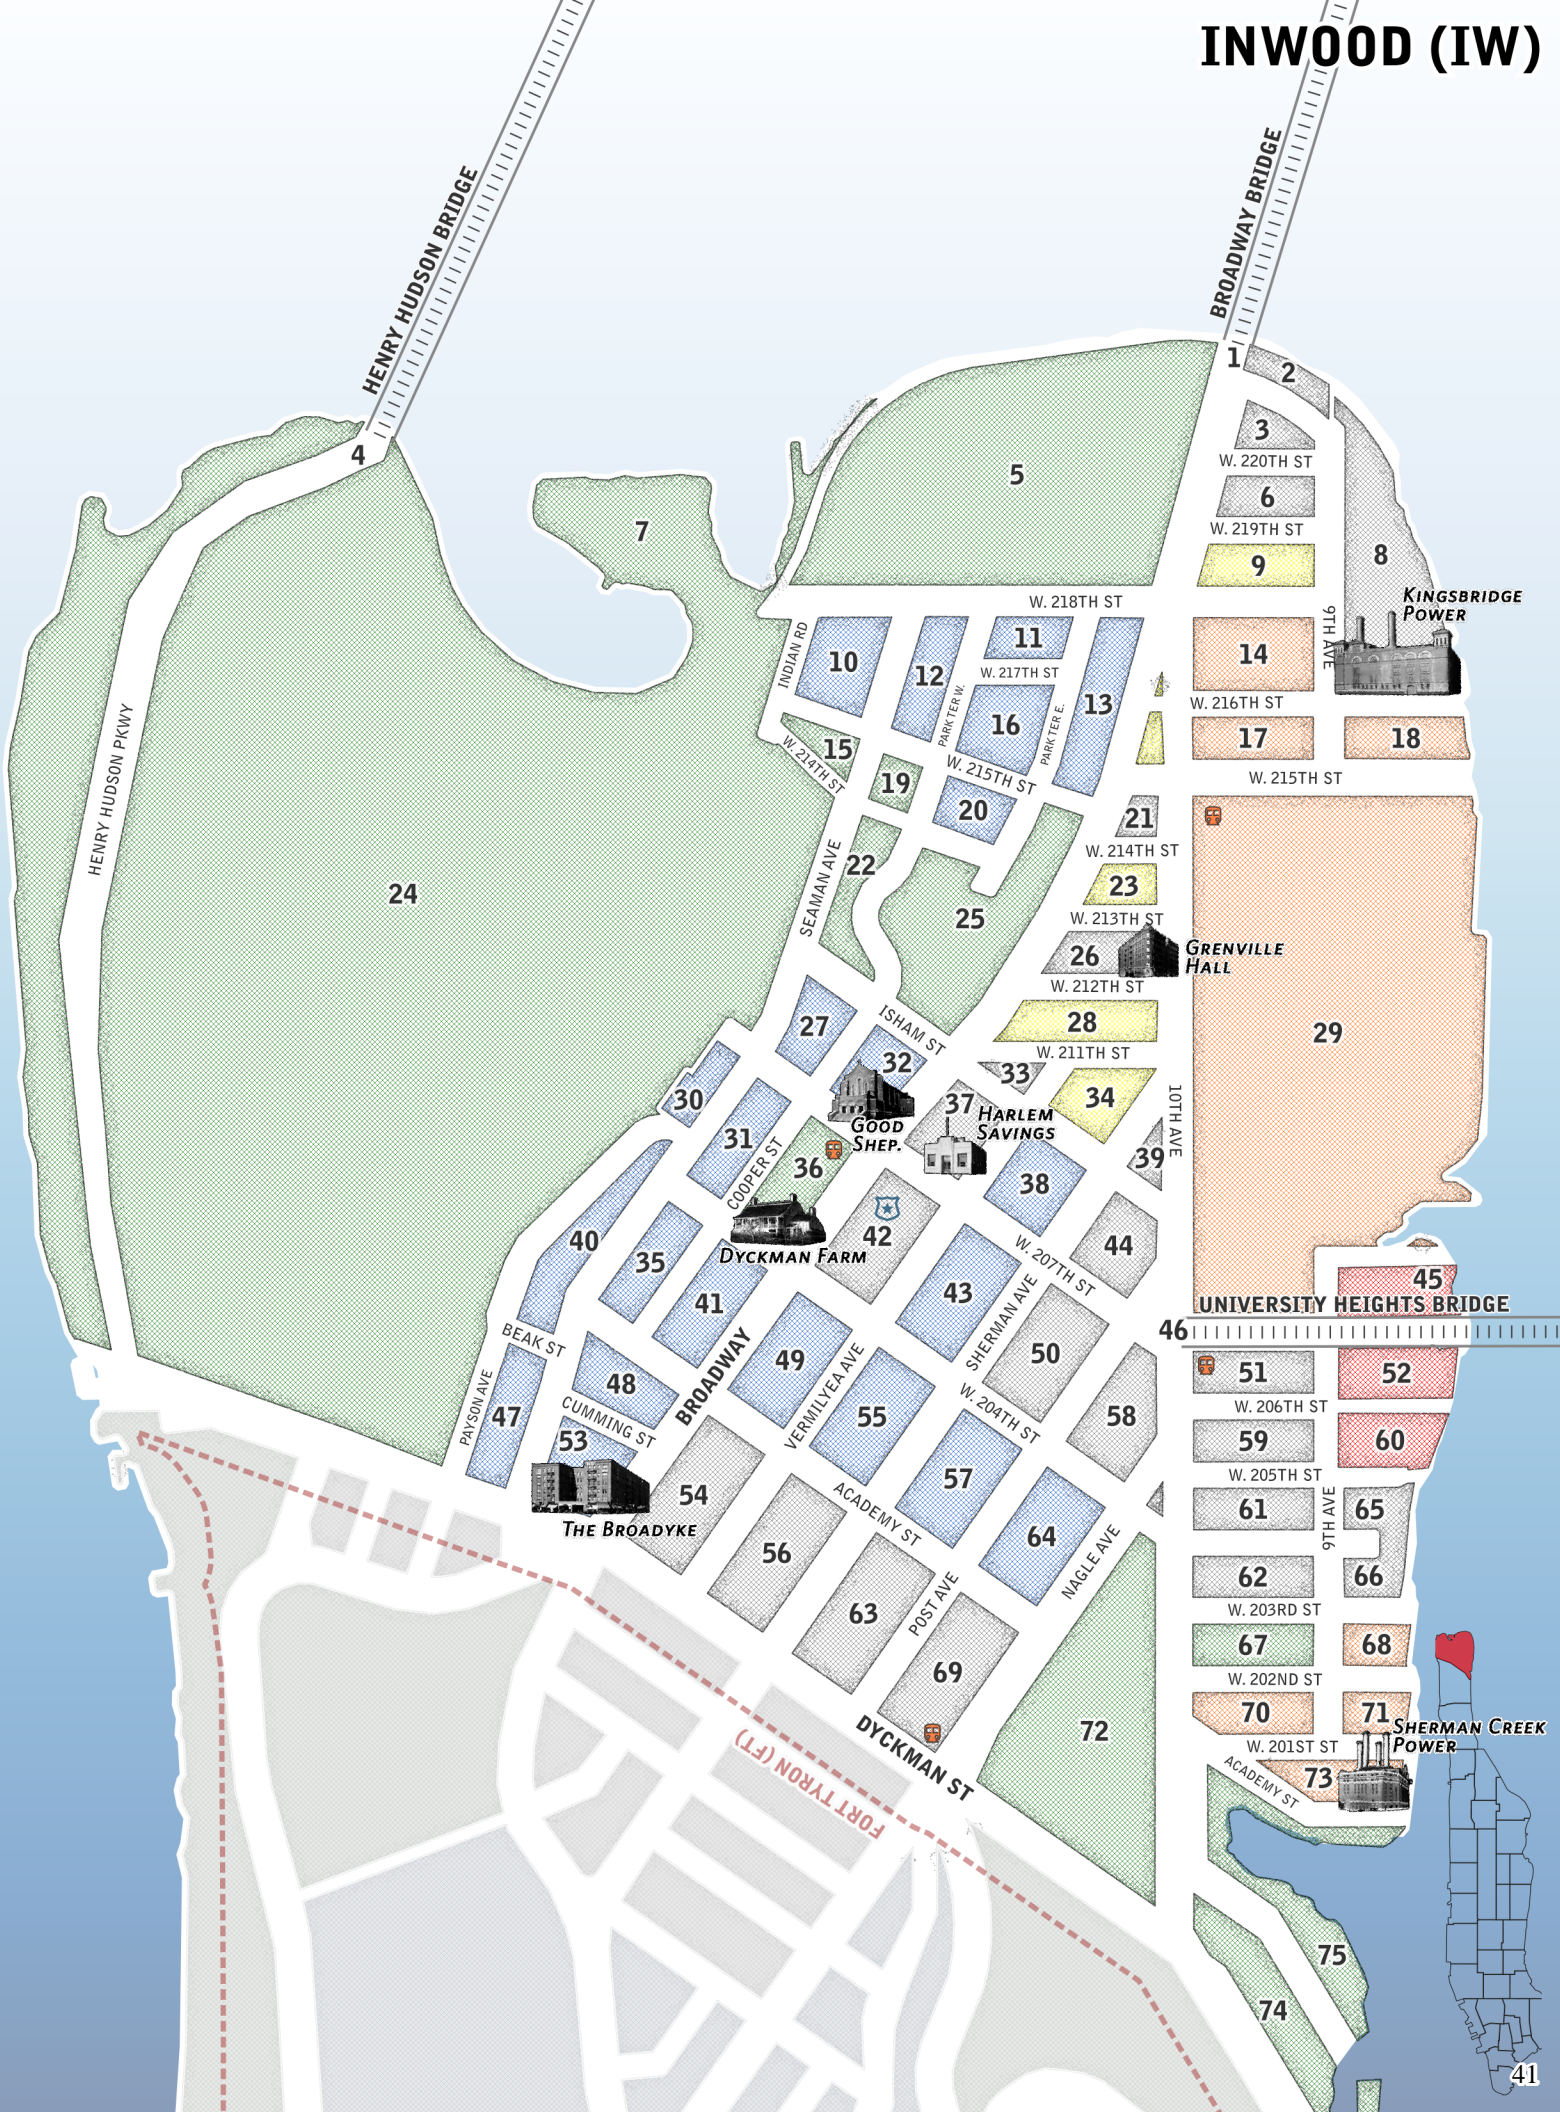 INWOOD (IW)
HENRY HUDSON BRIDGE
BROADWAY BRIDGE
1
2
3
W. 220TH ST
4
5
6
W. 219TH ST
7
8
9
KINGSBRIDGE
POWER
W. 218TH ST
9TH AVE
INDIAN RD
10
11
12
W. 217TH ST
13
14
PARK TER W.
16
PARK TER E.
W. 216TH ST
15
W. 214TH ST
17
18
W. 215TH ST
W. 215TH ST
19
20
21
W. 214TH ST
HENRY HUDSON PKWY
SEAMAN AVE
22
23
W. 213TH ST
24
25
26
GRENVILLE
HALL
W. 212TH ST
27
ISHAM ST
28
W. 211TH ST
29
30
31
32
33
34
GOOD
SHEP.
37
HARLEM
SAVINGS
10TH AVE
COOPER ST
36
38
39
DYCKMAN FARM
40
35
41
42
43
W. 207TH ST
44
45
UNIVERSITY HEIGHTS BRIDGE
46
BEAK ST
PAYSON AVE
47
48
CUMMING ST
BROADWAY
49
VERMILYEA AVE
SHERMAN AVE
50
51
52
W. 206TH ST
53
THE BROADYKE
54
55
W. 204TH ST
58
59
60
W. 205TH ST
56
ACADEMY ST
57
64
NAGLE AVE
61
9TH AVE
65
62
66
W. 203RD ST
63
POST AVE
67
68
W. 202ND ST
69
DYCKMAN ST
70
71
SHERMAN CREEK
POWER
W. 201ST ST
72
ACADEMY ST
73
FORT TYRON (FT)
75
74
41